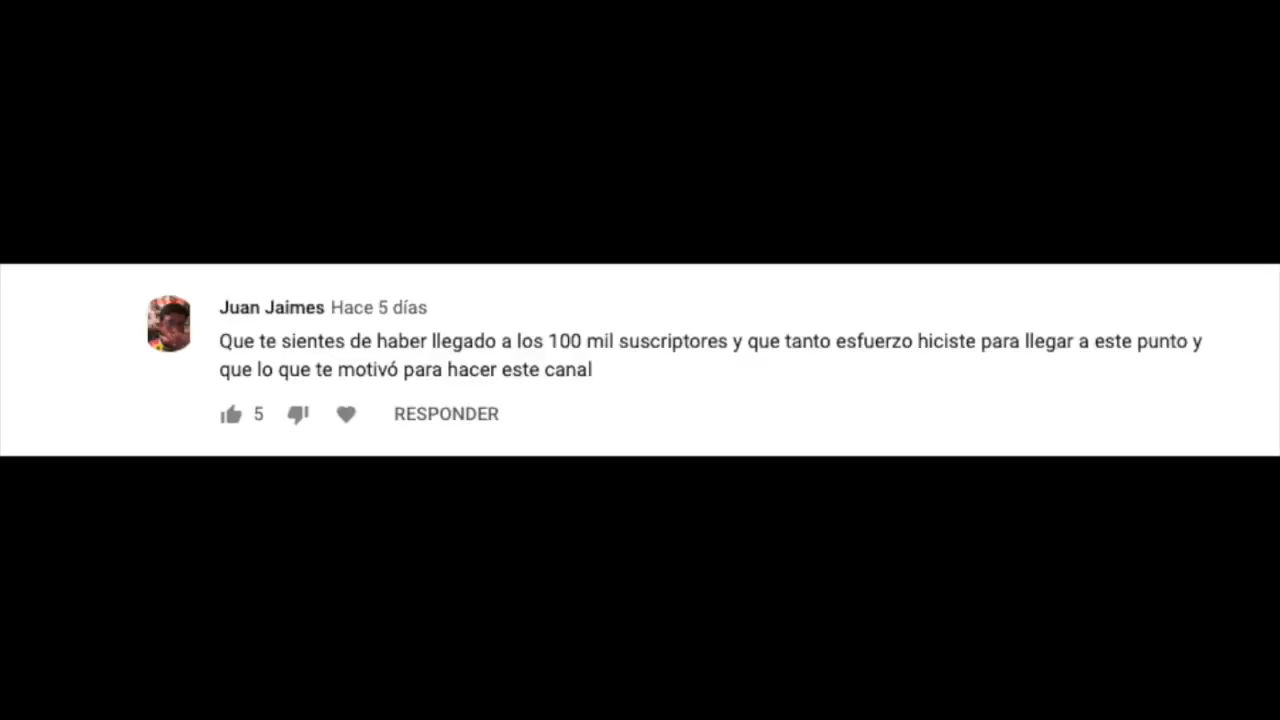 Juan Jaimes Hace 5 días
Que te sientes de haber llegado a los 100 mil suscriptores y que tanto esfuerzo hiciste para llegar a este punto y
que lo que te motivó para hacer este canal
5 RESPONDER